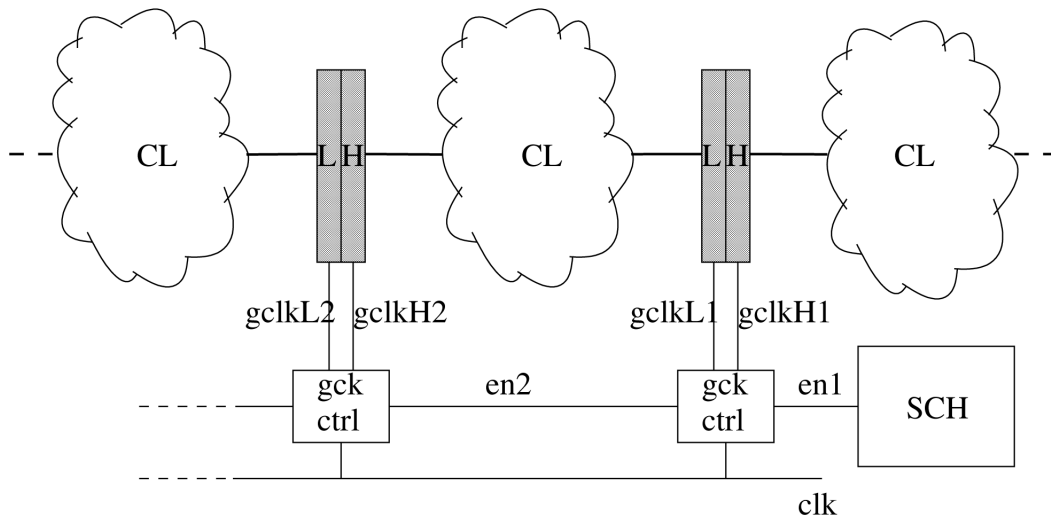 CL
L H
CL
L H
CL
gclkL2
gclkH2
gclkL1
gclkH1
gck
ctrl
en2
gck
ctrl
en1
SCH
clk